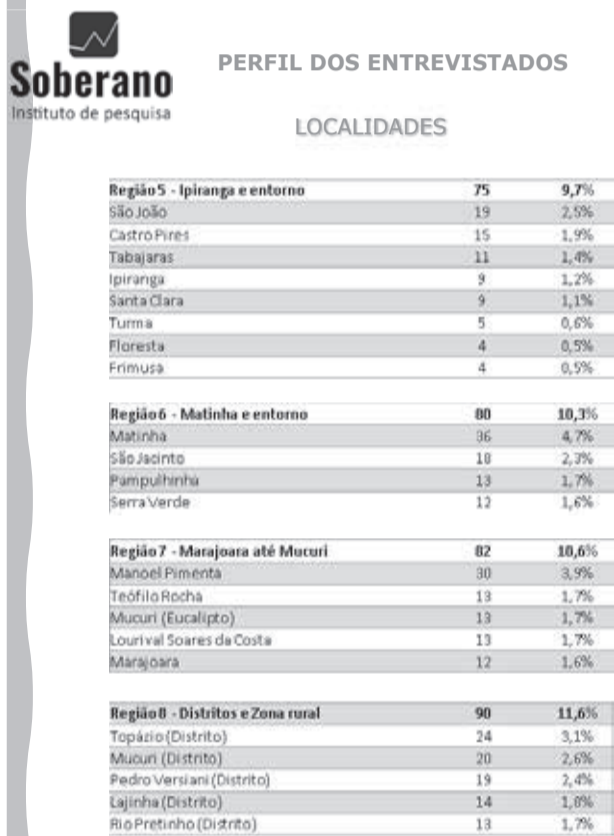 Soberano
Instituto de pesquisa
PERFIL DOS ENTREVISTADOS
LOCALIDADES
Região 5 - Ipiranga e entorno 75 9,7%
São João 19 2,5%
Castro Pires 15 1,9%
Tabajaras 11 1,4%
Ipiranga 9 1,2%
Santa Clara 9 1,1%
Turma 5 0,6%
Floresta 4 0,5%
Frimusa 4 0,5%
Região 6 - Matinha e entorno 80 10,3%
Matinha 36 4,7%
São Jacinto 18 2,3%
Pampulhinha 13 1,7%
Serra Verde 12 1,6%
Região 7 - Marajoara até Mucuri 82 10,6%
Manoel Pimenta 30 3,9%
Teófilo Rocha 13 1,7%
Mucuri (Eucalipto) 13 1,7%
Lourival Soares da Costa 13 1,7%
Marajoara 12 1,6%
Região 8 - Distritos e Zona rural 90 11,6%
Topázio (Distrito) 24 3,1%
Mucuri (Distrito) 20 2,6%
Pedro Versiani (Distrito) 19 2,4%
Lajinha (Distrito) 14 1,8%
Rio Pretinho (Distrito) 13 1,7%